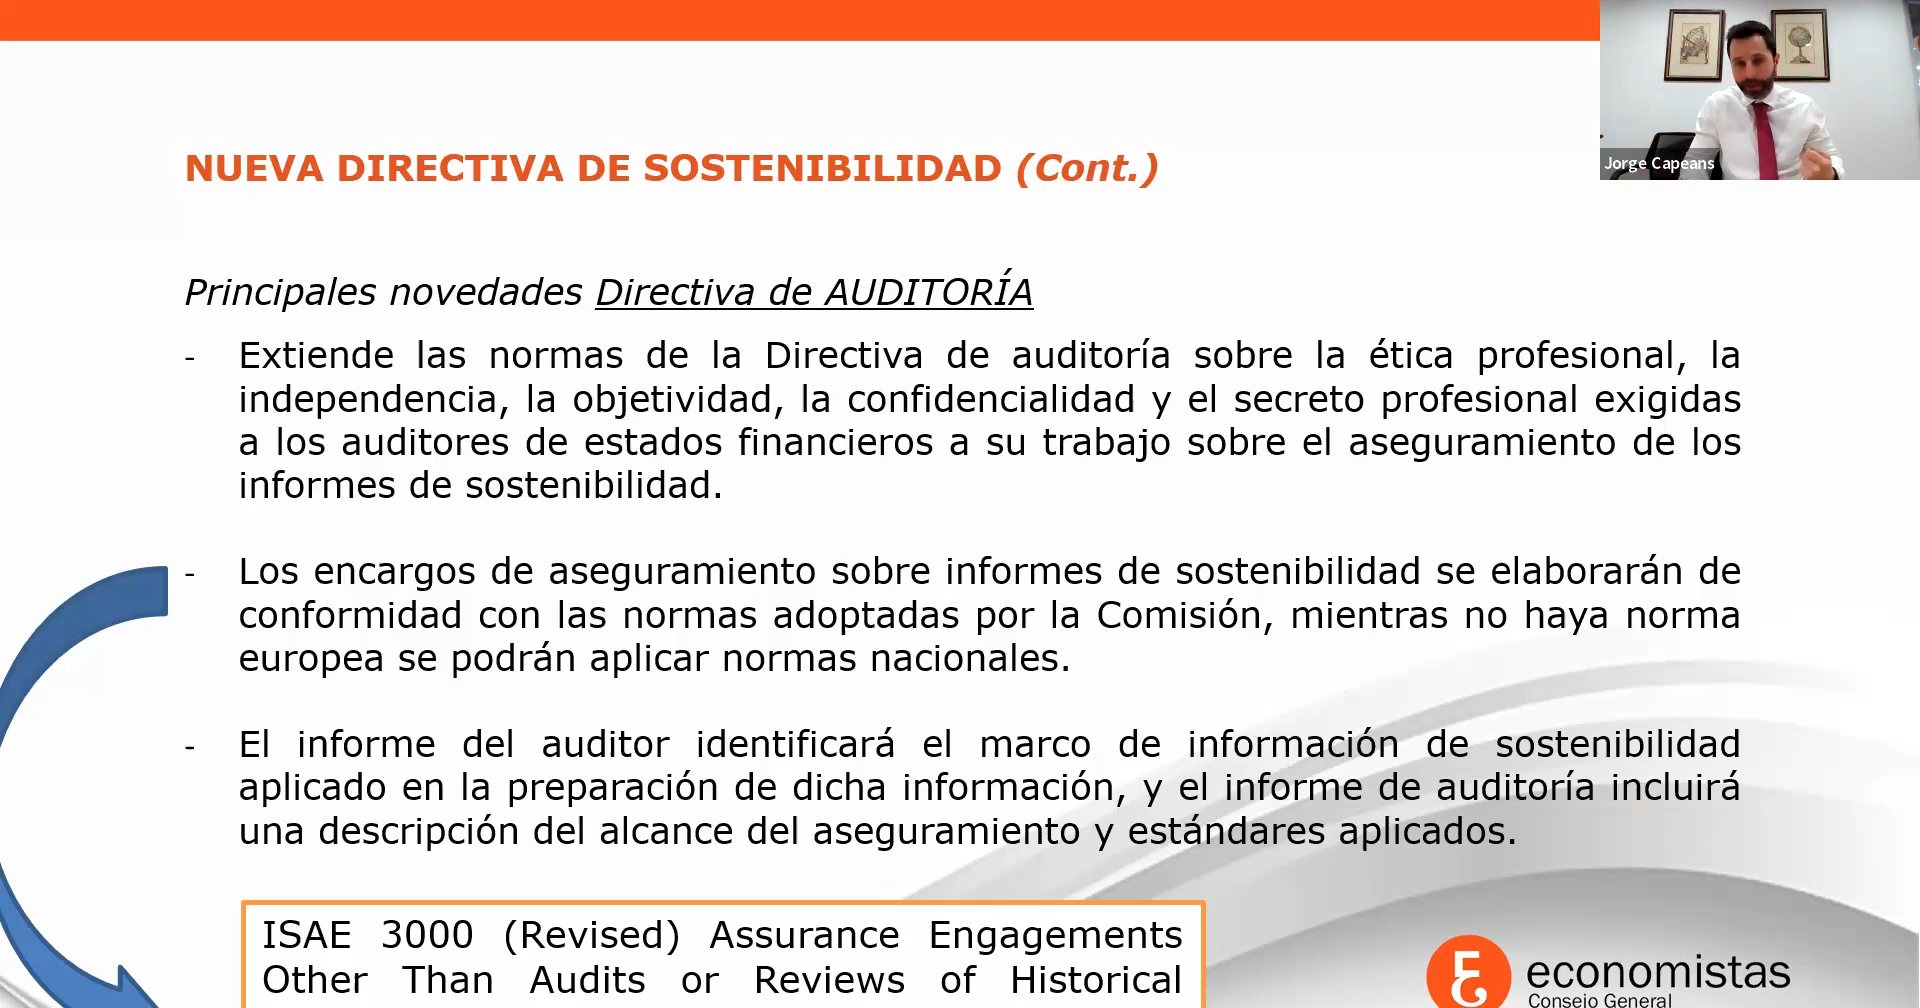 NUEVA DIRECTIVA DE SOSTENIBILIDAD (Cont.)
Jorge Capeans
Principales novedades Directiva de AUDITORÍA
- Extiende las normas de la Directiva de auditoría sobre la ética profesional, la
independencia, la objetividad, la confidencialidad y el secreto profesional exigidas
a los auditores de estados financieros a su trabajo sobre el aseguramiento de los
informes de sostenibilidad.
- Los encargos de aseguramiento sobre informes de sostenibilidad se elaborarán de
conformidad con las normas adoptadas por la Comisión, mientras no haya norma
europea se podrán aplicar normas nacionales.
- El informe del auditor identificará el marco de información de sostenibilidad
aplicado en la preparación de dicha información, y el informe de auditoría incluirá
una descripción del alcance del aseguramiento y estándares aplicados.
ISAE 3000 (Revised) Assurance Engagements
Other Than Audits or Reviews of Historical
economistas
Consejo General